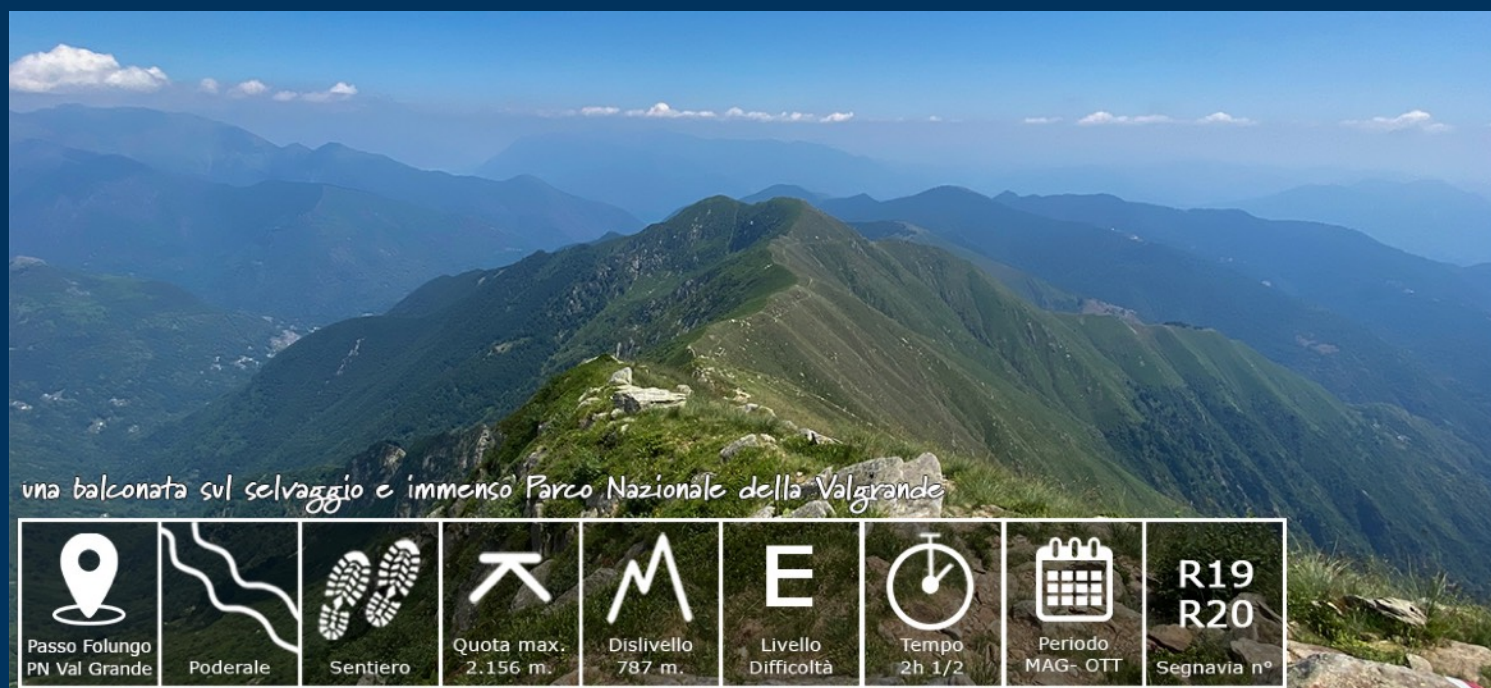 una balconata sul selvaggio e immenso Parco Nazionale della Valgrande
Passo Folungo
PN Val Grande
Poderale
Sentiero
Quota max.
2.156 m.
Dislivello
787 m.
E
Livello
Difficoltà
Tempo
2h 1/2
Periodo
MAG- OTT
R19
R20
Segnavia n°